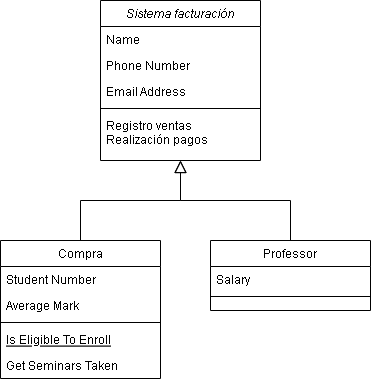 Sistema facturación
Name
Phone Number
Email Address
Registro ventas
Realización pagos
Compra
Student Number
Average Mark
Is Eligible To Enroll
Get Seminars Taken
Professor
Salary